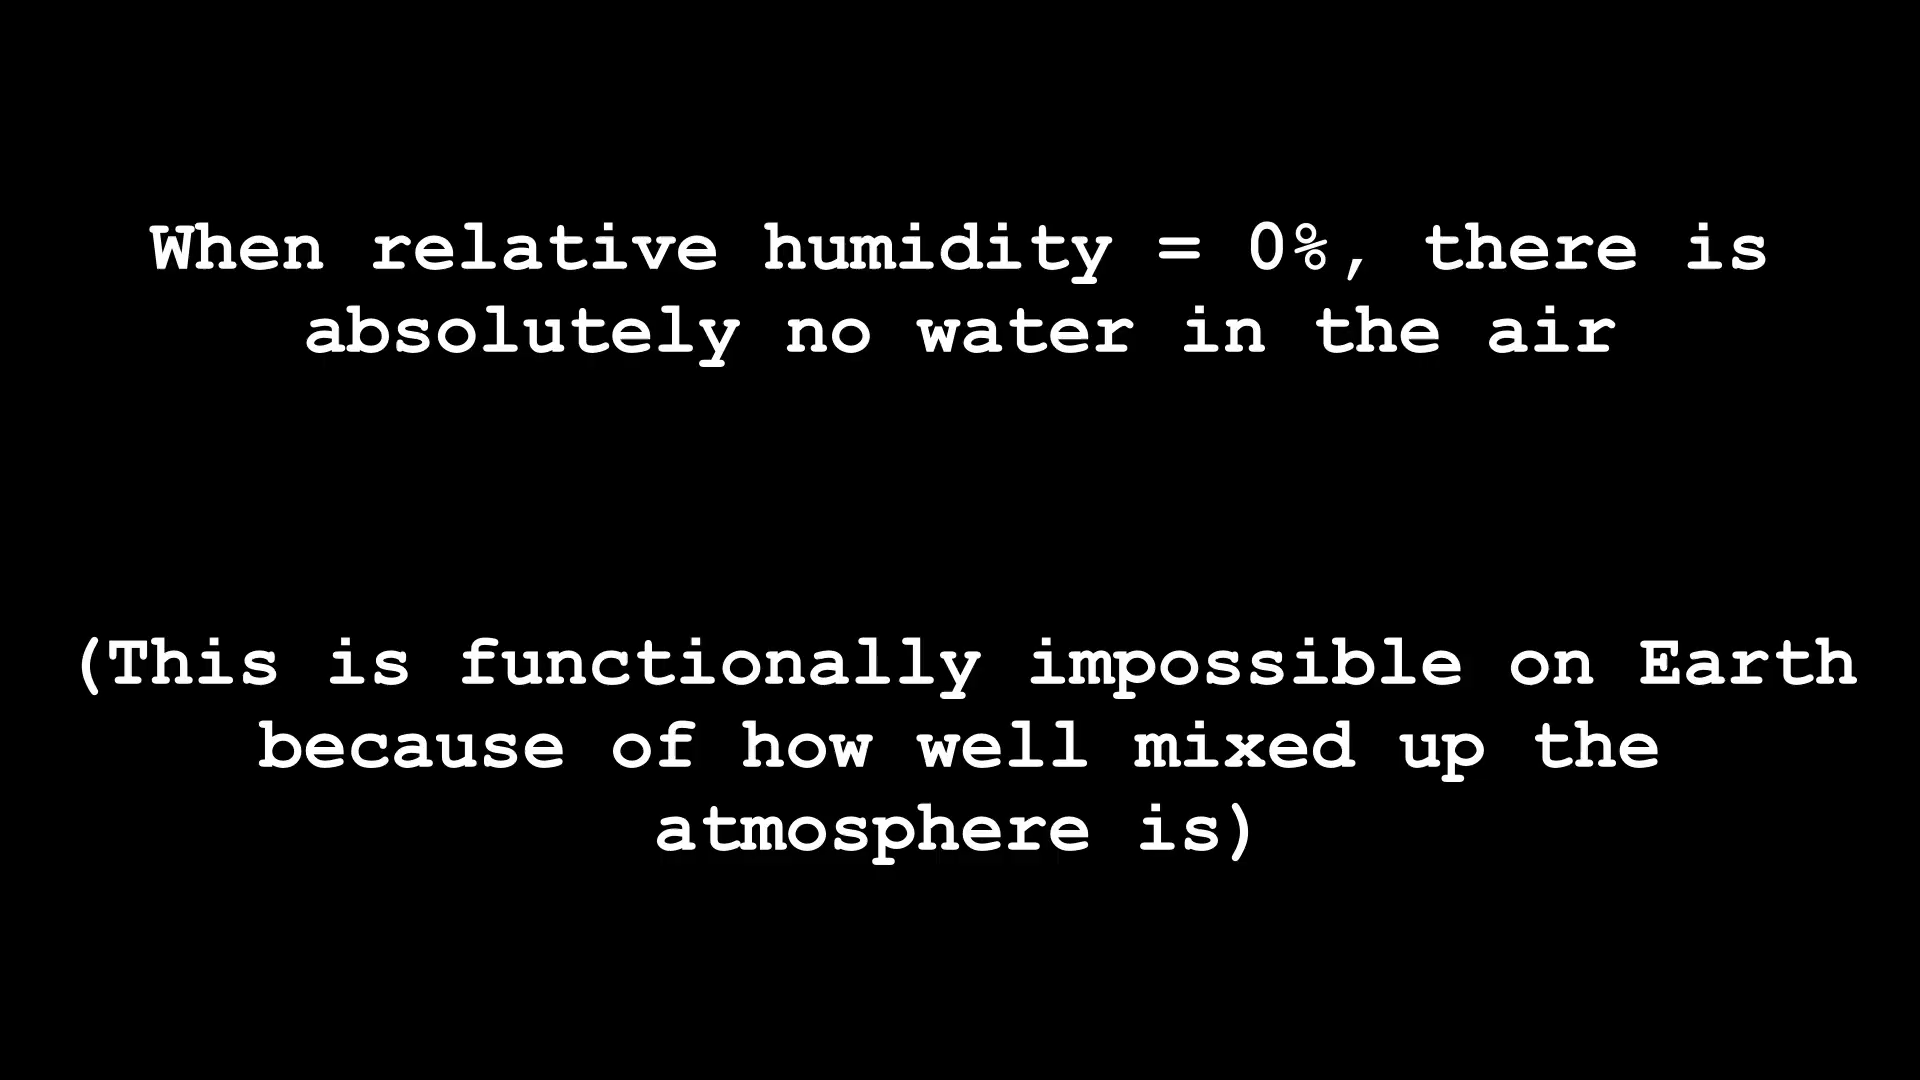 When relative humidity = 0%, there is
absolutely no water in the air
(This is functionally impossible on Earth
because of how well mixed up the
atmosphere is)